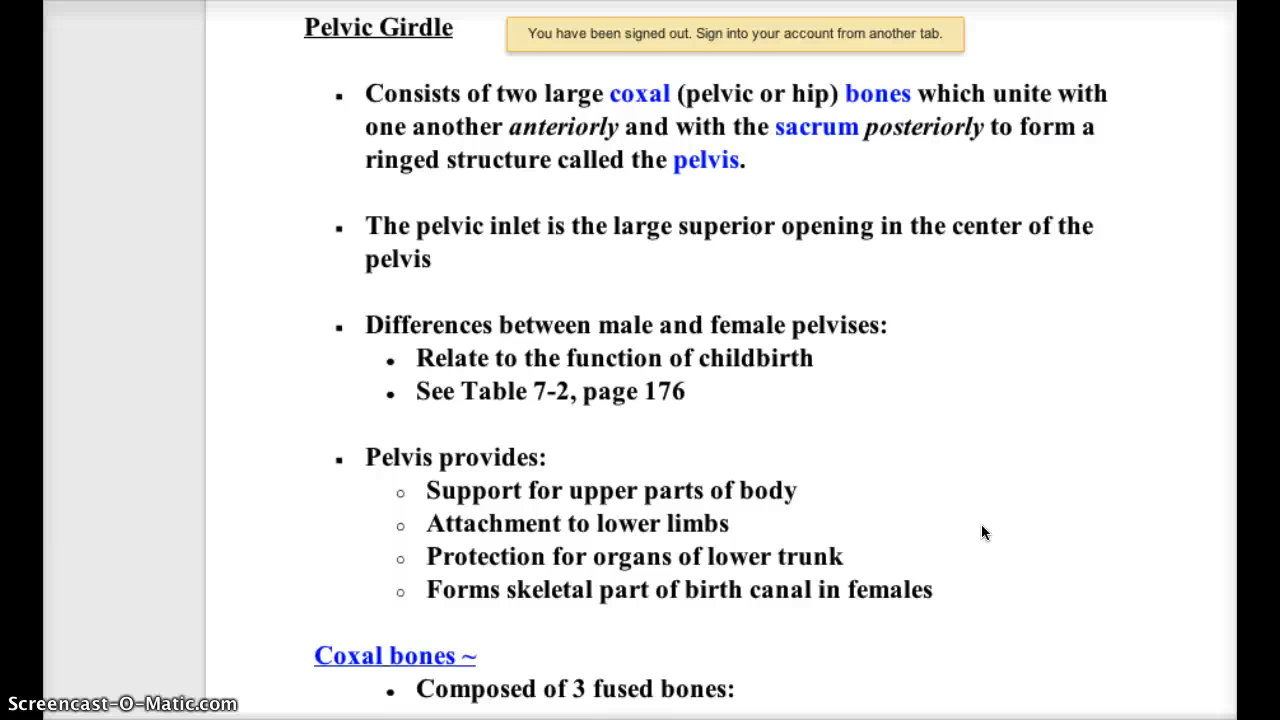 Pelvic Girdle
You have been signed out. Sign into your account from another tab.
▪ Consists of two large coxal (pelvic or hip) bones which unite with
one another anteriorly and with the sacrum posteriorly to form a
ringed structure called the pelvis.
▪ The pelvic inlet is the large superior opening in the center of the
pelvis
▪ Differences between male and female pelvises:
• Relate to the function of childbirth
• See Table 7-2, page 176
▪ Pelvis provides:
○ Support for upper parts of body
○ Attachment to lower limbs
○ Protection for organs of lower trunk
○ Forms skeletal part of birth canal in females
Coxal bones ~
• Composed of 3 fused bones:
Screencast-O-Matic.com